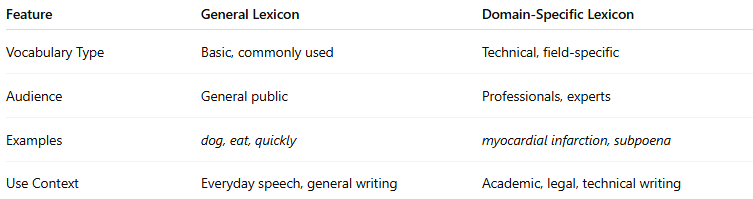 Feature General Lexicon Domain-Specific Lexicon
Vocabulary Type Basic, commonly used Technical, field-specific
Audience General public Professionals, experts
Examples dog, eat, quickly myocardial infarction, subpoena
Use Context Everyday speech, general writing Academic, legal, technical writing